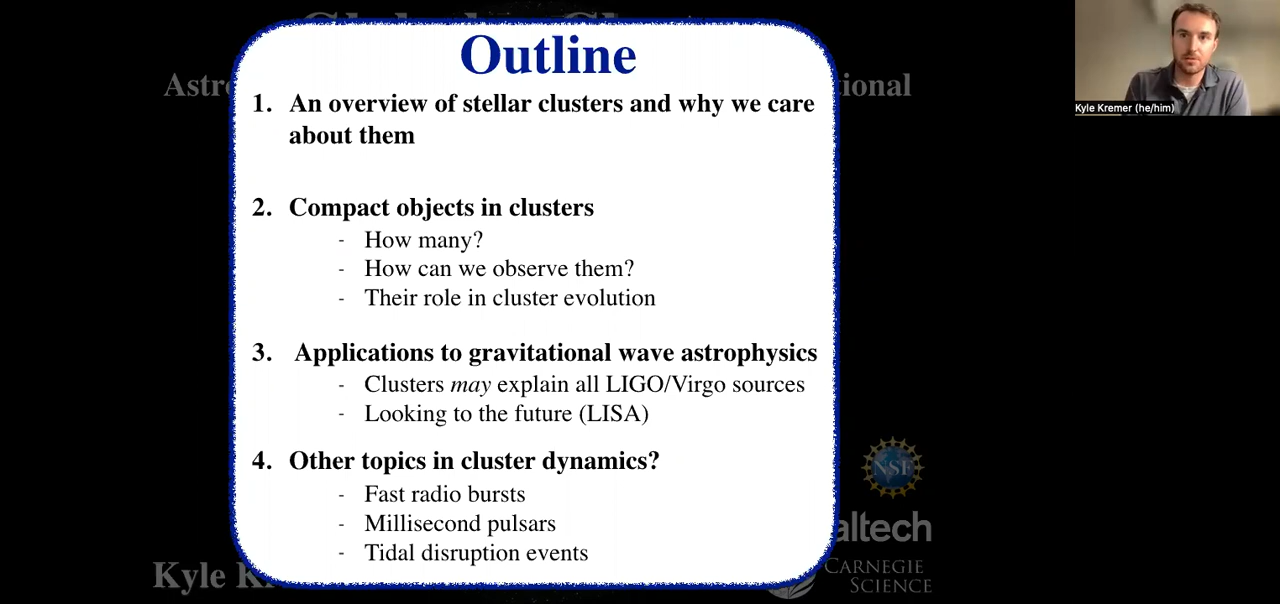 Outline
1. An overview of stellar clusters and why we care
about them
2. Compact objects in clusters
- How many?
- How can we observe them?
- Their role in cluster evolution
3. Applications to gravitational wave astrophysics
- Clusters may explain all LIGO/Virgo sources
- Looking to the future (LISA)
4. Other topics in cluster dynamics?
- Fast radio bursts
- Millisecond pulsars
- Tidal disruption events
Astr
ional
Kyle K
NSF
altech
CARNEGIE
SCIENCE
Kyle Kremer (he/him)